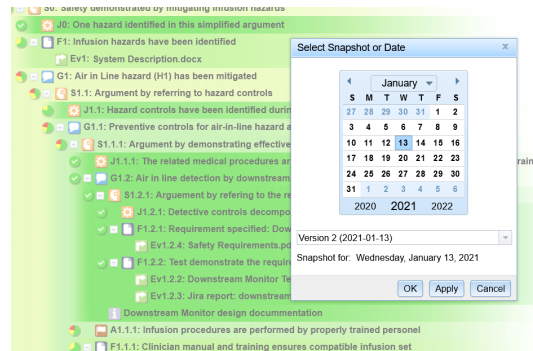 S0: Safety demonstrated by mitigating infusion hazards
J0: One hazard identified in this simplified argument
F1: Infusion hazards have been identified
Ev1: System Description.docx
G1: Air in Line hazard (H1) has been mitigated
S1.1: Argument by referring to hazard controls
J1.1: Hazard controls have been identified durin
G1.1: Preventive controls for air-in-line hazard a
S1.1.1: Argument by demonstrating effective
J1.1.1: The related medical procedures ar
rain
G1.2: Air in line detection by downstream
S1.2.1: Arguement by refering to the re
J1.2.1: Detective controls decompo
F1.2.1: Requirement specified: Dow
Ev1.2.4: Safety Requirements.pd
F1.2.2: Test demonstrate the requir
Ev1.2.2: Downstream Monitor Te
Ev1.2.3: Jira report: downstream
Downstream Monitor design docummentation
A1.1.1: Infusion procedures are performed by properly trained personel
F1.1.1: Clinician manual and training ensures compatible infusion set
Select Snapshot or Date x
January
S M T W T F S
27 28 29 30 31 1 2
3 4 5 6 7 8 9
10 11 12 13 14 15 16
17 18 19 20 21 22 23
24 25 26 27 28 29 30
31 1 2 3 4 5 6
2020 2021 2022
Version 2 (2021-01-13)
Snapshot for: Wednesday, January 13, 2021
OK Apply Cancel